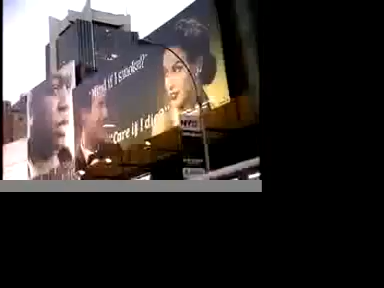 "Mind if I smoke?"
"Care if I die?"
NYC